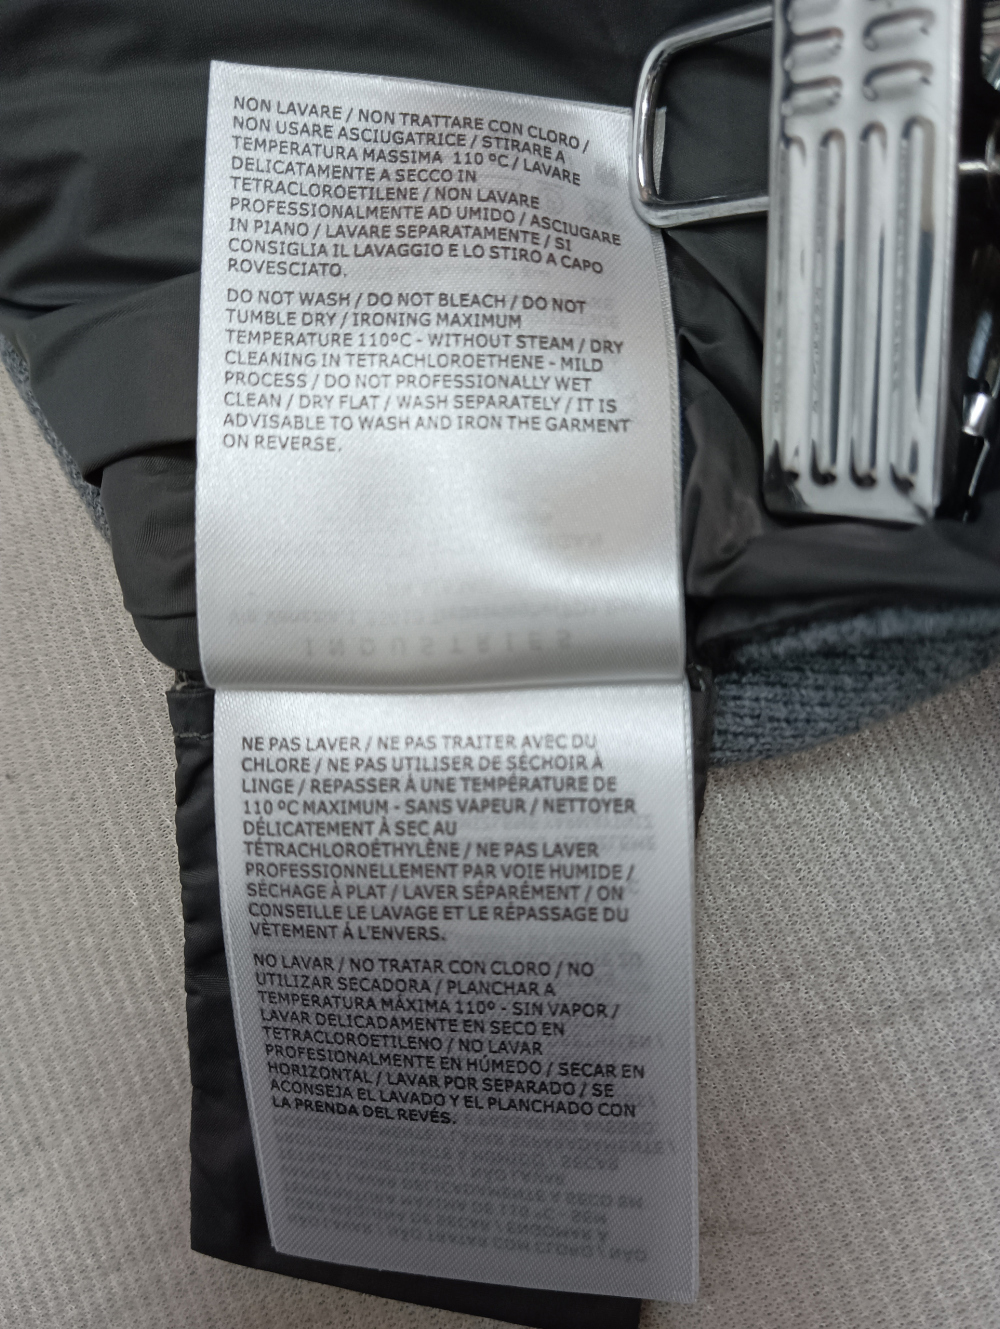 NON LAVARE / NON TRATTARE CON CLORO /
NON USARE ASCIUGATRICE / STIRARE A
TEMPERATURA MASSIMA 110 ºC / LAVARE
DELICATAMENTE A SECCO IN
TETRACLOROETILENE / NON LAVARE
PROFESSIONALMENTE AD UMIDO / ASCIUGARE
IN PIANO / LAVARE SEPARATAMENTE / SI
CONSIGLIA IL LAVAGGIO E LO STIRO A CAPO
ROVESCIATO.
DO NOT WASH / DO NOT BLEACH / DO NOT
TUMBLE DRY / IRONING MAXIMUM
TEMPERATURE 110ºC - WITHOUT STEAM / DRY
CLEANING IN TETRACHLOROETHENE - MILD
PROCESS / DO NOT PROFESSIONALLY WET
CLEAN / DRY FLAT / WASH SEPARATELY / IT IS
ADVISABLE TO WASH AND IRON THE GARMENT
ON REVERSE.
INDUSTRIES
NE PAS LAVER / NE PAS TRAITER AVEC DU
CHLORE / NE PAS UTILISER DE SÉCHOIR À
LINGE / REPASSER À UNE TEMPÉRATURE DE
110 ºC MAXIMUM - SANS VAPEUR / NETTOYER
DÉLICATEMENT À SEC AU
TÉTRACHLOROÉTHYLÈNE / NE PAS LAVER
PROFESSIONNELLEMENT PAR VOIE HUMIDE /
SÉCHAGE À PLAT / LAVER SÉPARÉMENT / ON
CONSEILLE LE LAVAGE ET LE RÉPASSAGE DU
VÊTEMENT À L'ENVERS.
NO LAVAR / NO TRATAR CON CLORO / NO
UTILIZAR SECADORA / PLANCHAR A
TEMPERATURA MÁXIMA 110º - SIN VAPOR /
LAVAR DELICADAMENTE EN SECO EN
TETRACLOROETILENO / NO LAVAR
PROFESIONALMENTE EN HÚMEDO / SECAR EN
HORIZONTAL / LAVAR POR SEPARADO / SE
ACONSEJA EL LAVADO Y EL PLANCHADO CON
LA PRENDA DEL REVÉS.